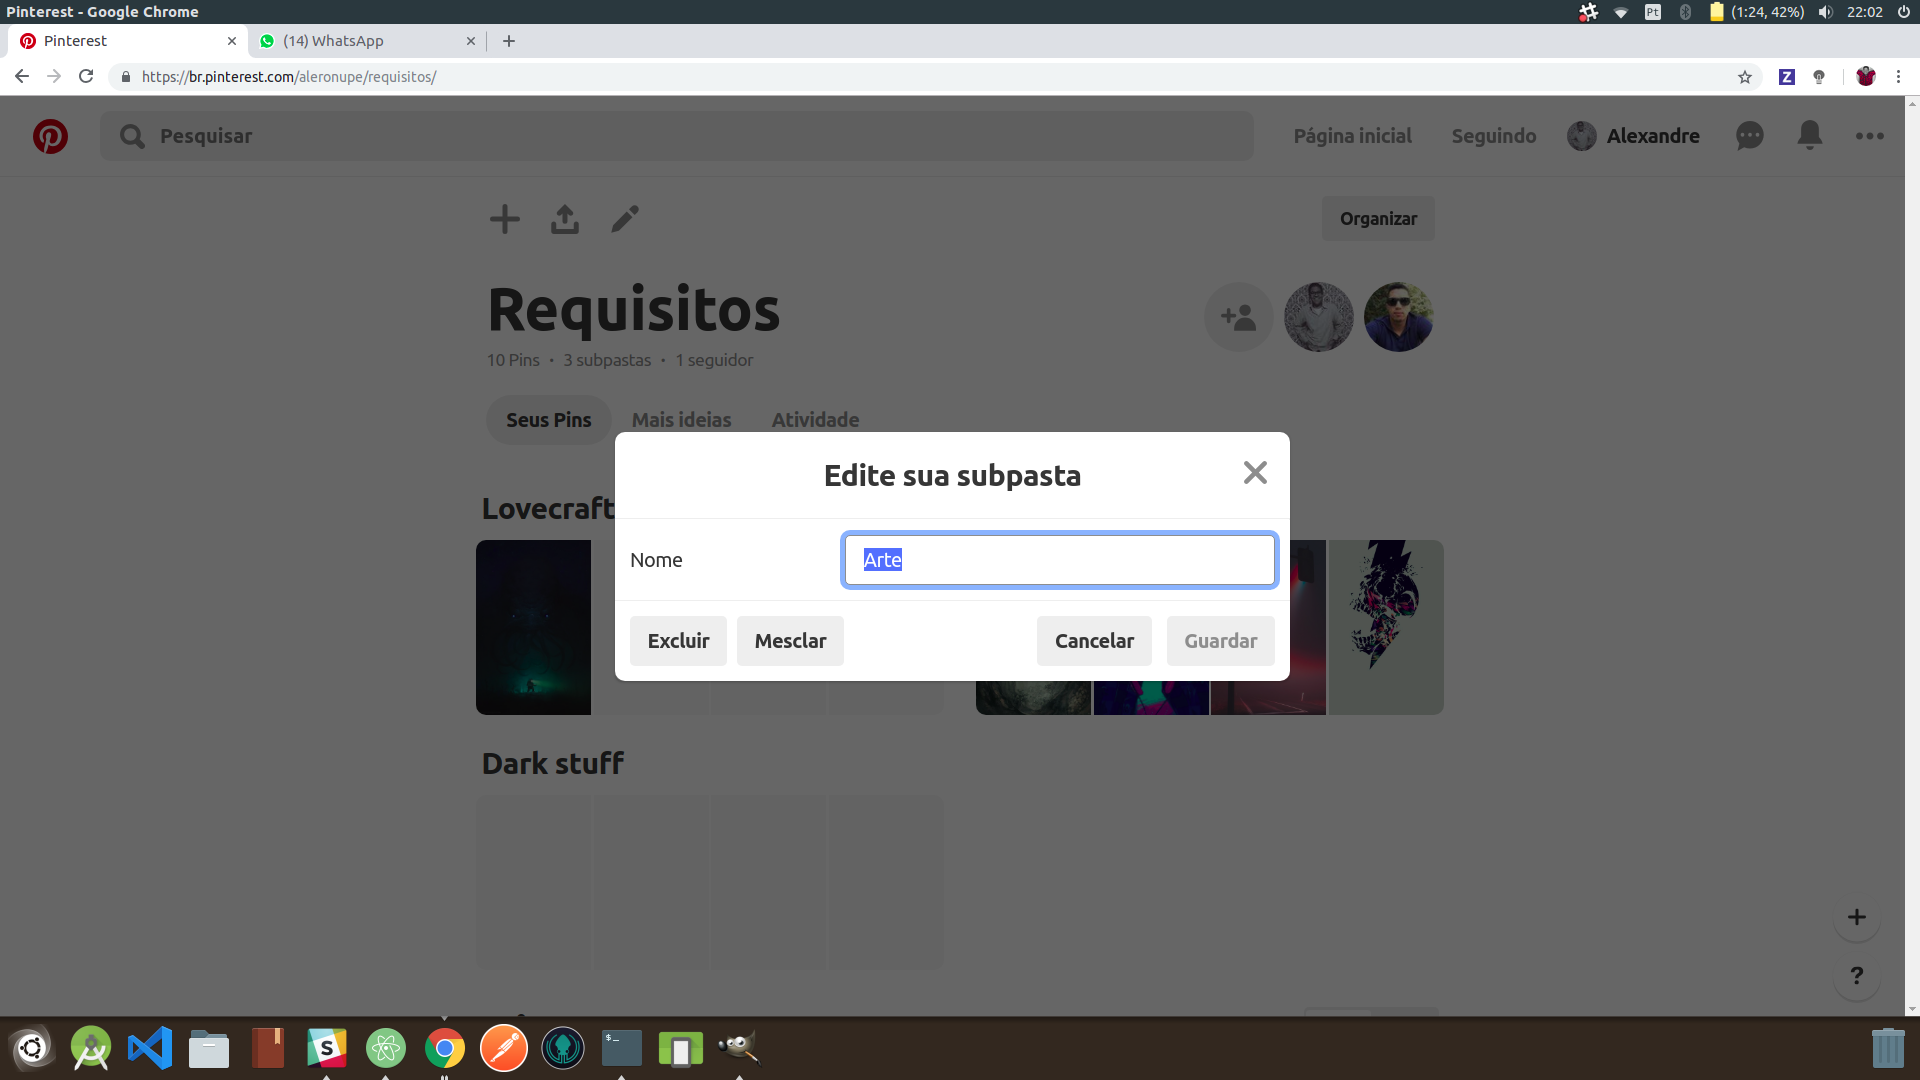 Pinterest - Google Chrome
Pt (1:24, 42%) 22:02
Pinterest (14) WhatsApp
https://br.pinterest.com/aleronupe/requisitos/
Z
Pesquisar Página inicial Seguindo Alexandre
Organizar
Requisitos
10 Pins • 3 subpastas • 1 seguidor
Seus Pins Mais ideias Atividade
Edite sua subpasta
Lovecraft
Nome Arte
Excluir Mesclar Cancelar Guardar
Dark stuff
+
?
S
$_